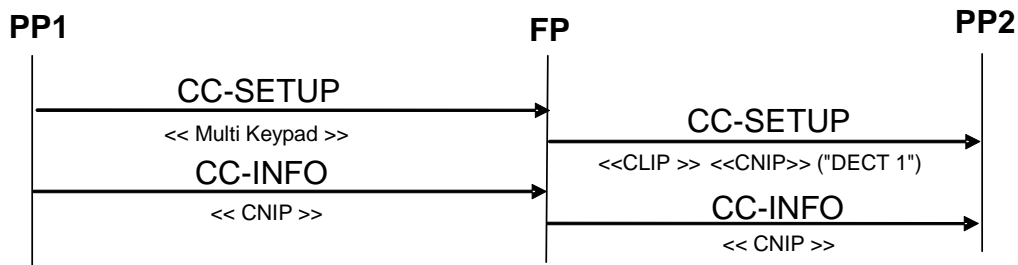 PP1
FP
PP2
CC-SETUP
<< Multi Keypad >>
CC-SETUP
<<CLIP >> <<CNIP>> ("DECT 1")
CC-INFO
<< CNIP >>
CC-INFO
<< CNIP >>